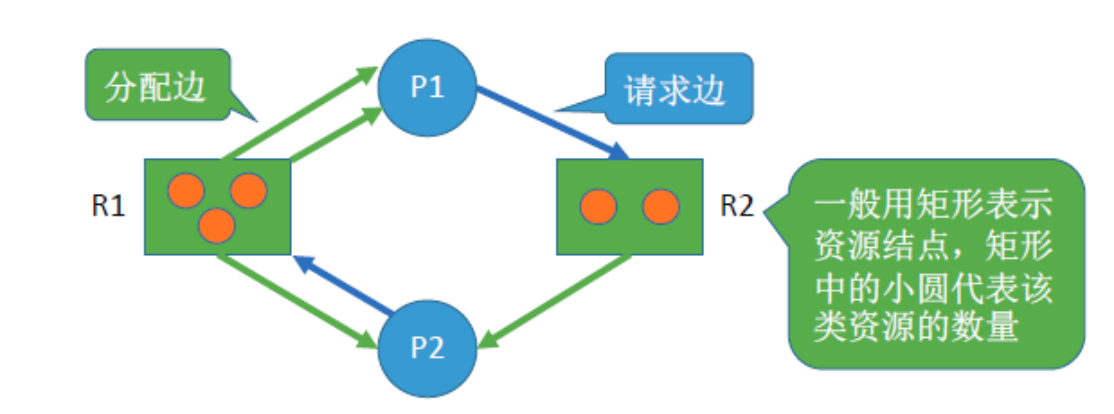 分配边
P1
请求边
R1
R2
一般用矩形表示
资源结点，矩形
中的小圆代表该
类资源的数量
P2